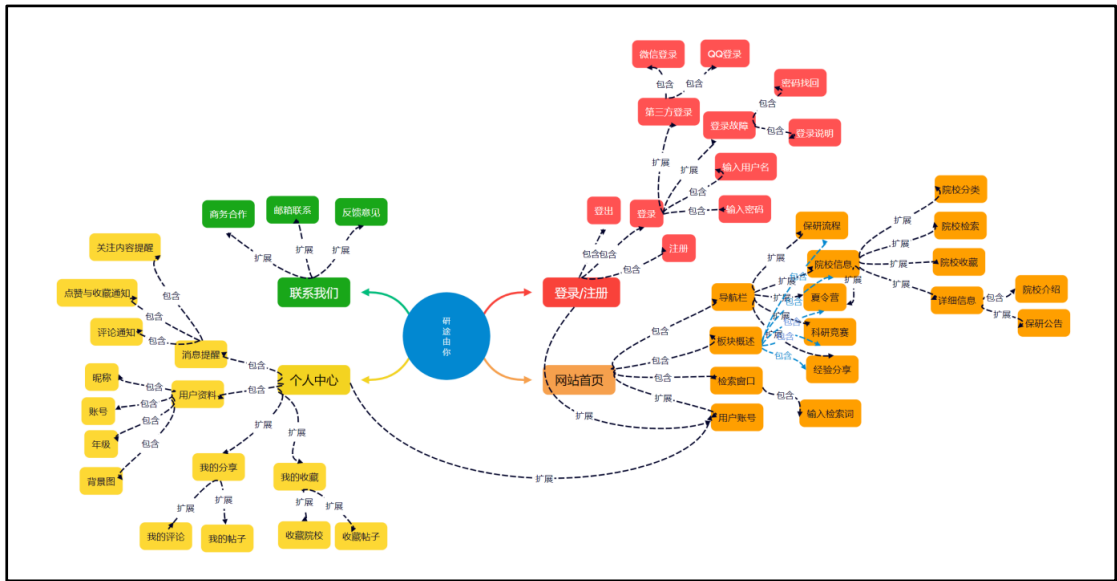 微信登录
QQ登录
包含
包含
密码找回
第三方登录
包含
登录故障
包含
登录说明
扩展
扩展
输入用户名
包含
登出
登录
包含
输入密码
包含包含
注册
包含
登录/注册
商务合作
邮箱联系
反馈意见
扩展
扩展
扩展
联系我们
关注内容提醒
包含
点赞与收藏通知
包含
评论通知
包含
消息提醒
包含
个人中心
昵称
包含
用户资料
包含
账号
包含
年级
包含
背景图
包含
扩展
扩展
我的分享
我的收藏
扩展
扩展
扩展
扩展
我的评论
我的帖子
收藏院校
收藏帖子
研
途
由
你
网站首页
包含
导航栏
包含
板块概述
包含
检索窗口
包含
输入检索词
扩展
用户账号
扩展
扩展
扩展
保研流程
扩展
院校信息
包含
扩展
夏令营
包含
扩展
扩展
科研竞赛
包含
扩展
包含
经验分享
扩展
院校分类
扩展
院校检索
扩展
院校收藏
扩展
详细信息
包含
院校介绍
扩展
保研公告